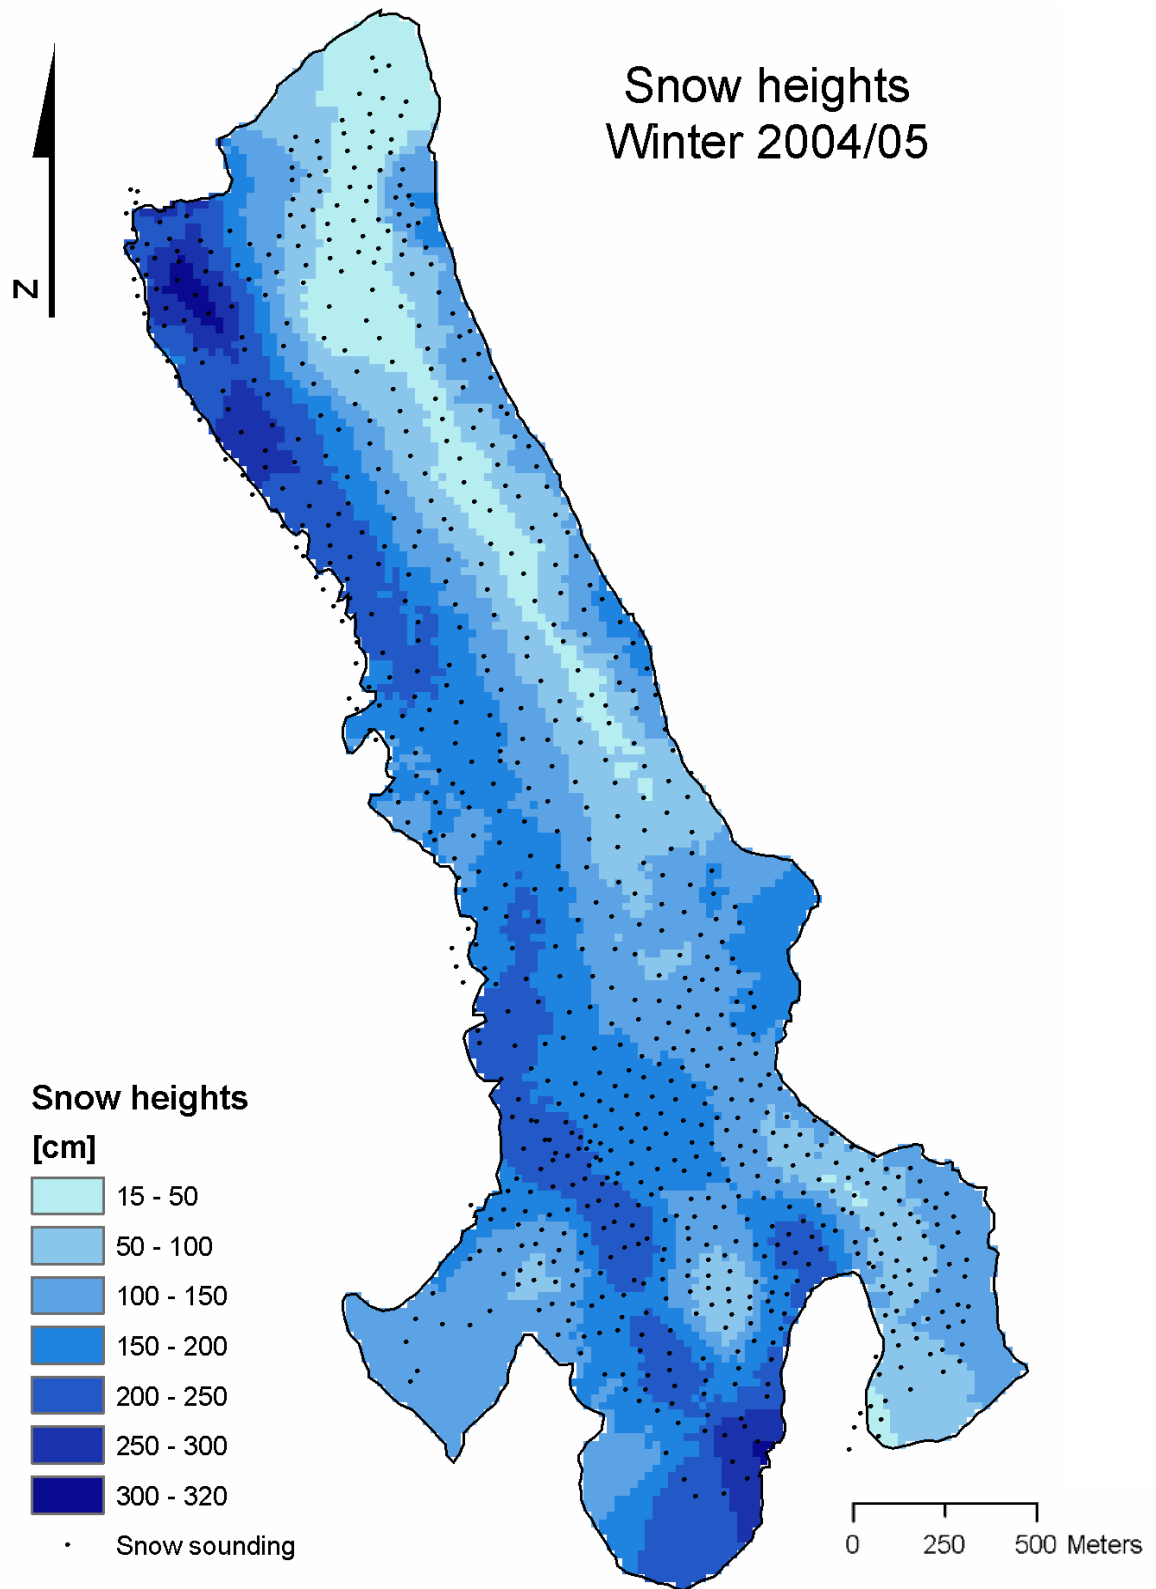 Snow heights
Winter 2004/05
N
Snow heights
[cm]
15 - 50
50 - 100
100 - 150
150 - 200
200 - 250
250 - 300
300 - 320
Snow sounding
0 250 500 Meters